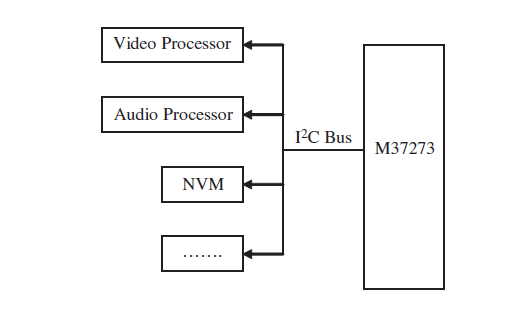 Video Processor
Audio Processor
I²C Bus
M37273
NVM
.......